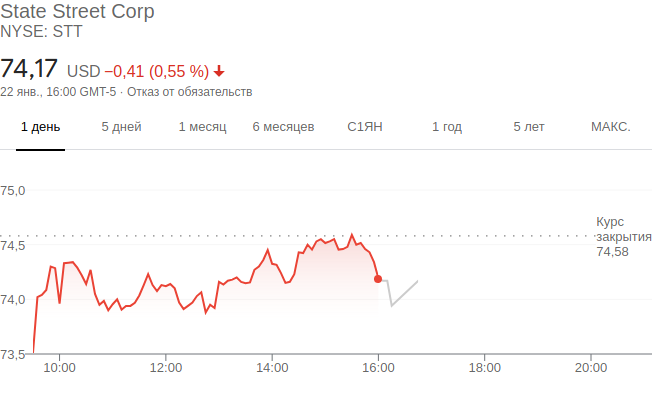 State Street Corp
NYSE: STT
74,17 USD −0,41 (0,55 %)
22 янв., 16:00 GMT-5 · Отказ от обязательств
1 день 5 дней 1 месяц 6 месяцев С1ЯН 1 год 5 лет МАКС.
75,0
Курс
закрытия
74,58
74,5
74,0
73,5
10:00 12:00 14:00 16:00 18:00 20:00